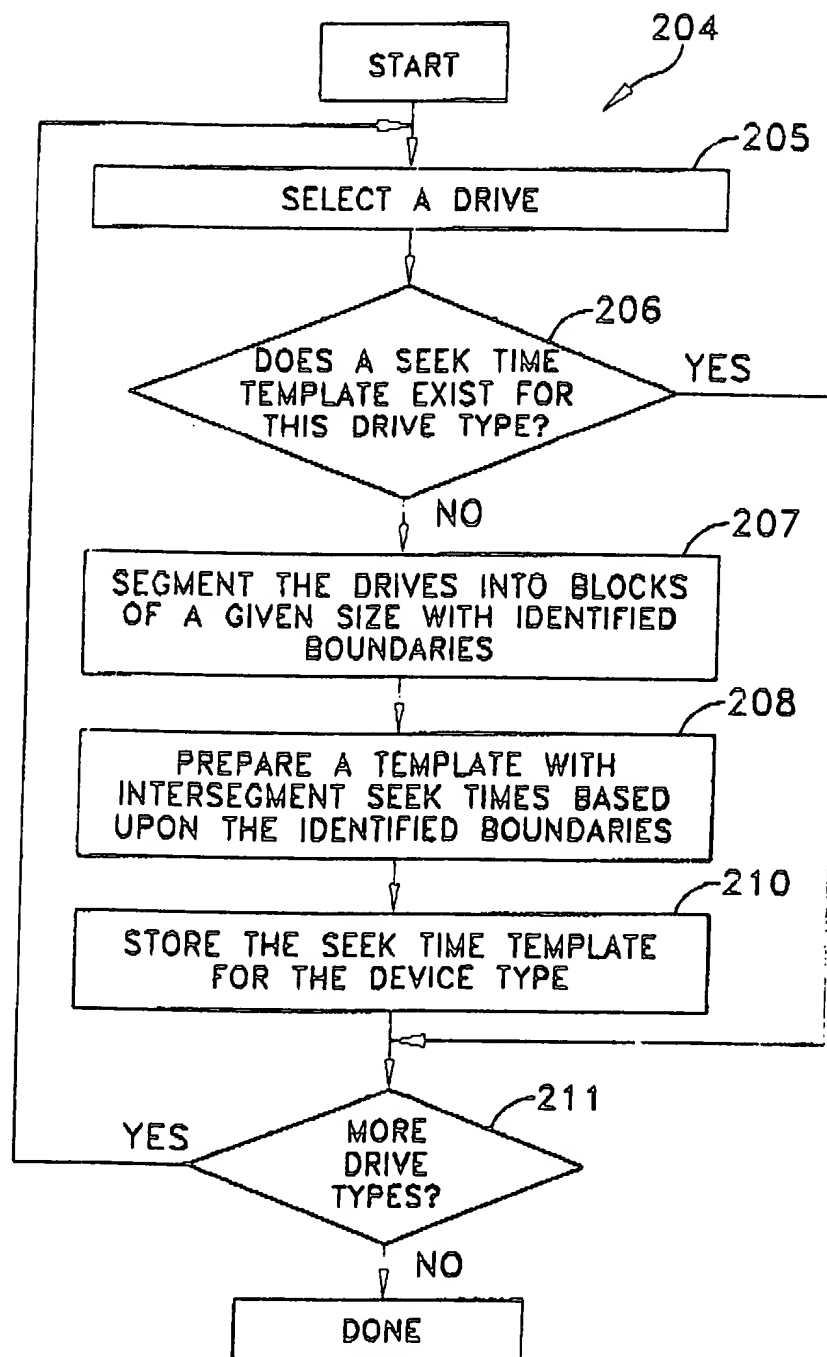 START
204
205
SELECT A DRIVE
206
DOES A SEEK TIME
TEMPLATE EXIST FOR
THIS DRIVE TYPE?
YES
NO
207
SEGMENT THE DRIVES INTO BLOCKS
OF A GIVEN SIZE WITH IDENTIFIED
BOUNDARIES
208
PREPARE A TEMPLATE WITH
INTERSEGMENT SEEK TIMES BASED
UPON THE IDENTIFIED BOUNDARIES
210
STORE THE SEEK TIME TEMPLATE
FOR THE DEVICE TYPE
211
YES
MORE
DRIVE
TYPES?
NO
DONE